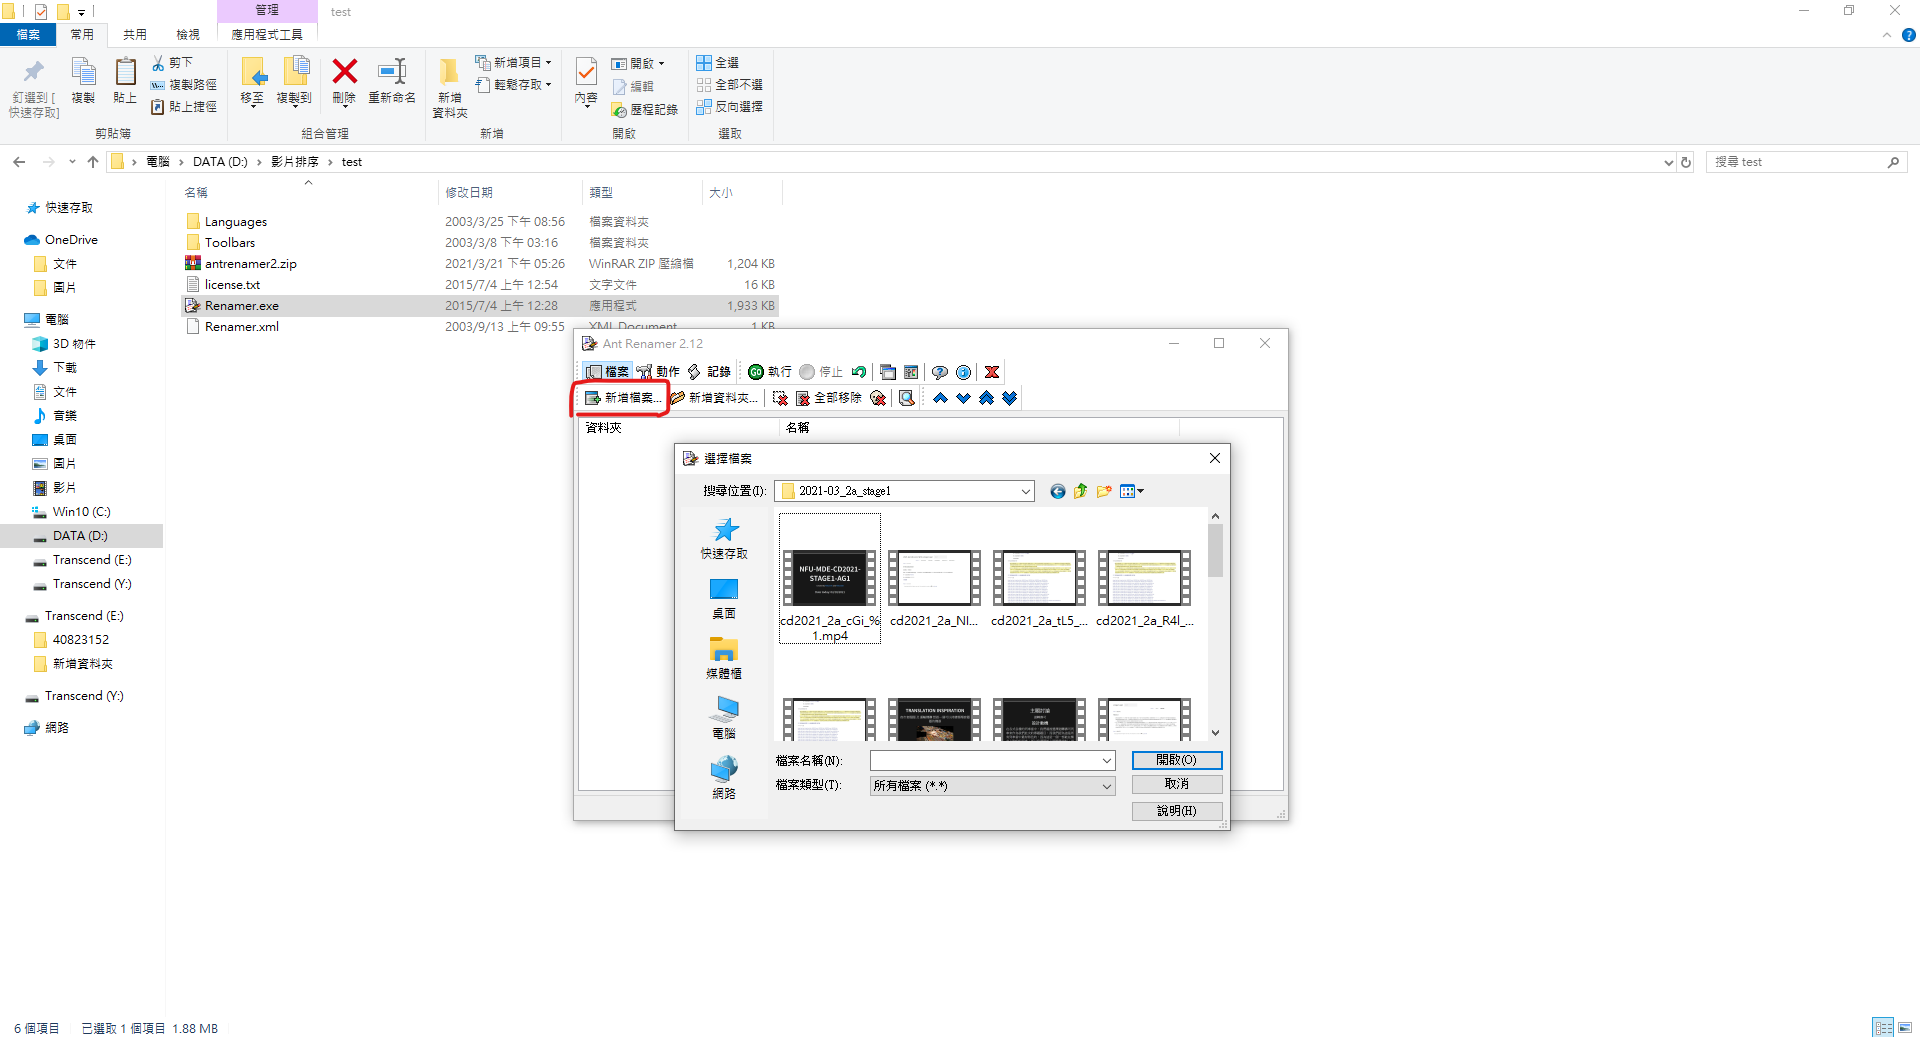 管理
test
檔案
常用
共用
檢視
應用程式工具
釘選到 [
快速存取]
複製
貼上
剪下
複製路徑
貼上捷徑
移至
複製到
刪除
重新命名
新增
資料夾
新增項目
輕鬆存取
內容
開啟
編輯
歷程記錄
全選
全部不選
反向選擇
剪貼簿
組合管理
新增
開啟
選取
電腦 DATA (D:) 影片排序 test
搜尋 test
名稱 修改日期 類型 大小
Languages 2003/3/25 下午 08:56 檔案資料夾
Toolbars 2003/3/8 下午 03:16 檔案資料夾
antrenamer2.zip 2021/3/21 下午 05:26 WinRAR ZIP 壓縮檔 1,204 KB
license.txt 2015/7/4 上午 12:54 文字文件 16 KB
Renamer.exe 2015/7/4 上午 12:28 應用程式 1,933 KB
Renamer.xml 2003/9/13 上午 09:55 XML Document 1 KB
快速存取
OneDrive
文件
圖片
電腦
3D 物件
下載
文件
音樂
桌面
圖片
影片
Win10 (C:)
DATA (D:)
Transcend (E:)
Transcend (Y:)
Transcend (E:)
40823152
新增資料夾
Transcend (Y:)
網路
Ant Renamer 2.12
檔案 動作 記錄 GO 執行 停止
新增檔案... 新增資料夾... 全部移除
資料夾 名稱
選擇檔案
搜尋位置(I): 2021-03_2a_stage1
快速存取
桌面
媒體櫃
電腦
網路
NFU-MDE-CD2021-
STAGE1-AG1
cd2021_2a_cGi_%
1.mp4
cd2021_2a_NI...
cd2021_2a_tL5_...
cd2021_2a_R4l_...
TRANSLATION INSPIRATION
主題討論
檔案名稱(N):
開啟(O)
檔案類型(T): 所有檔案 (*.*)
取消
說明(H)
6 個項目 已選取 1 個項目 1.88 MB